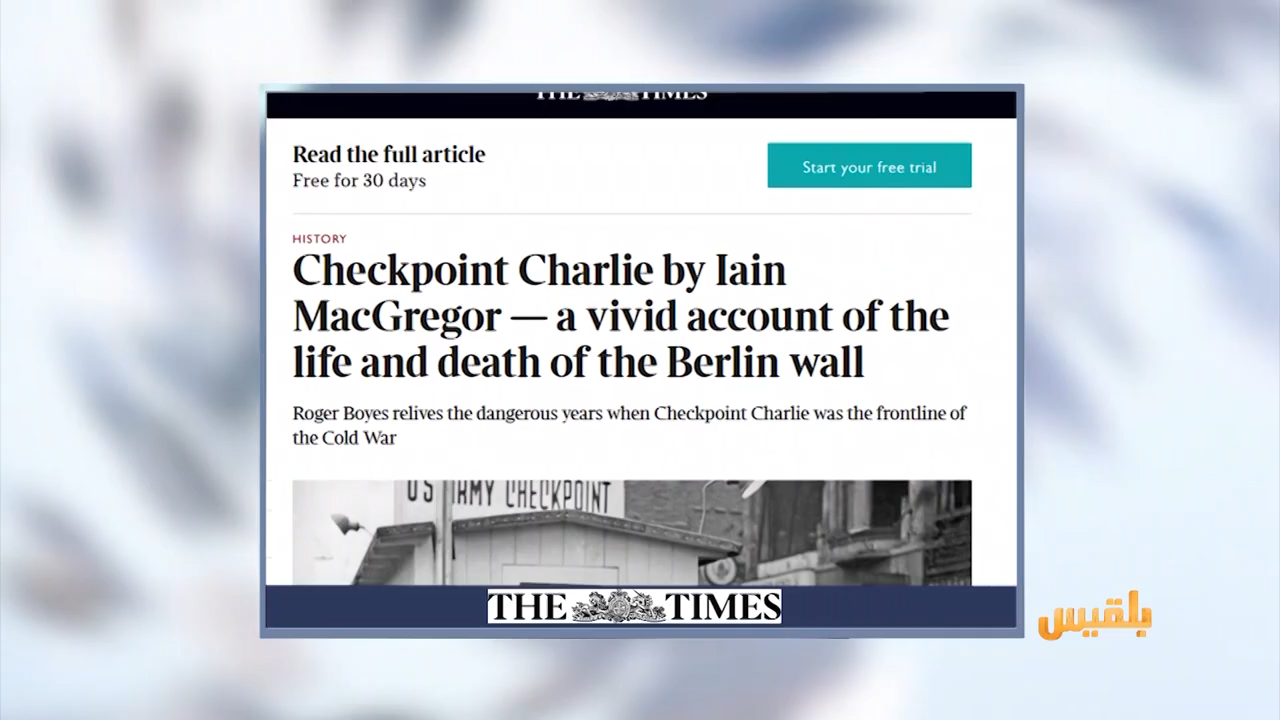 THE TIMES
Read the full article
Free for 30 days
Start your free trial
HISTORY
Checkpoint Charlie by Iain
MacGregor — a vivid account of the
life and death of the Berlin wall
Roger Boyes relives the dangerous years when Checkpoint Charlie was the frontline of
the Cold War
US ARMY CHECKPOINT
THE TIMES
بلقيس